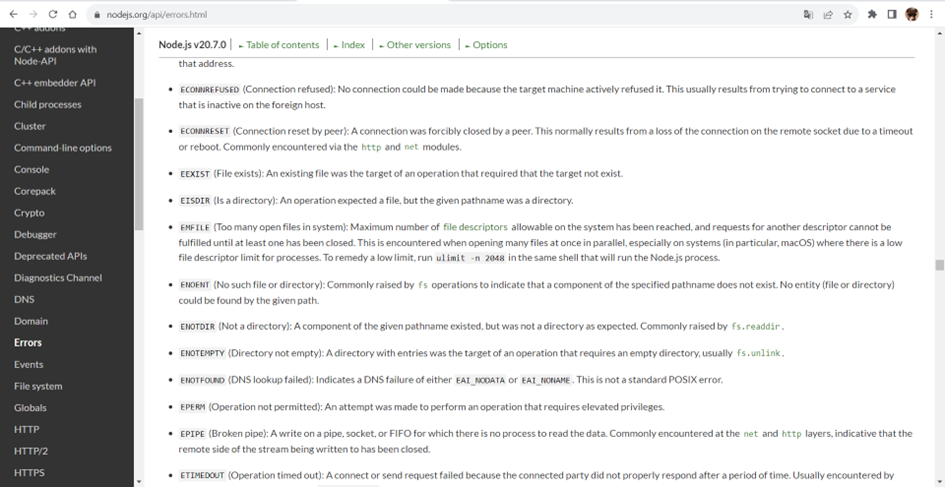 nodejs.org/api/errors.html
C++ addons
C/C++ addons with
Node-API
C++ embedder API
Child processes
Cluster
Command-line options
Console
Corepack
Crypto
Debugger
Deprecated APIs
Diagnostics Channel
DNS
Domain
Errors
Events
File system
Globals
HTTP
HTTP/2
HTTPS
Node.js v20.7.0 | ► Table of contents | ► Index | ► Other versions | ► Options
that address.
• ECONNREFUSED (Connection refused): No connection could be made because the target machine actively refused it. This usually results from trying to connect to a service
that is inactive on the foreign host.
• ECONNRESET (Connection reset by peer): A connection was forcibly closed by a peer. This normally results from a loss of the connection on the remote socket due to a timeout
or reboot. Commonly encountered via the http and net modules.
• EEXIST (File exists): An existing file was the target of an operation that required that the target not exist.
• EISDIR (Is a directory): An operation expected a file, but the given pathname was a directory.
• EMFILE (Too many open files in system): Maximum number of file descriptors allowable on the system has been reached, and requests for another descriptor cannot be
fulfilled until at least one has been closed. This is encountered when opening many files at once in parallel, especially on systems (in particular, macOS) where there is a low
file descriptor limit for processes. To remedy a low limit, run ulimit -n 2048 in the same shell that will run the Node.js process.
• ENOENT (No such file or directory): Commonly raised by fs operations to indicate that a component of the specified pathname does not exist. No entity (file or directory)
could be found by the given path.
• ENOTDIR (Not a directory): A component of the given pathname existed, but was not a directory as expected. Commonly raised by fs.readdir.
• ENOTEMPTY (Directory not empty): A directory with entries was the target of an operation that requires an empty directory, usually fs.unlink.
• ENOTFOUND (DNS lookup failed): Indicates a DNS failure of either EAI_NODATA or EAI_NONAME. This is not a standard POSIX error.
• EPERM (Operation not permitted): An attempt was made to perform an operation that requires elevated privileges.
• EPIPE (Broken pipe): A write on a pipe, socket, or FIFO for which there is no process to read the data. Commonly encountered at the net and http layers, indicative that the
remote side of the stream being written to has been closed.
• ETIMEDOUT (Operation timed out): A connect or send request failed because the connected party did not properly respond after a period of time. Usually encountered by